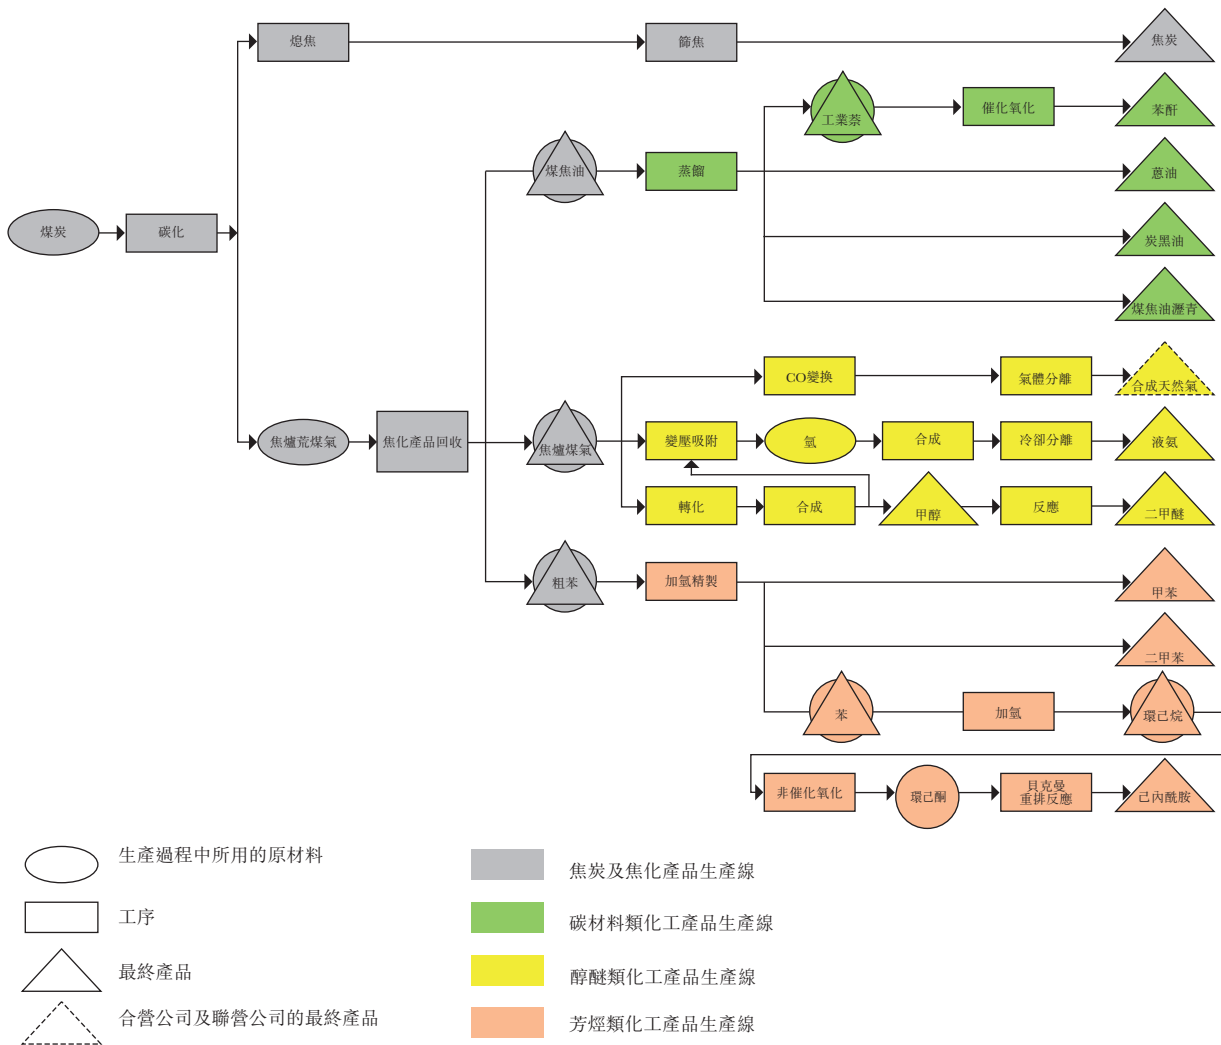 熄焦
篩焦
焦炭
工業萘
催化氧化
苯酐
煤焦油
蒸餾
蔥油
煤炭
碳化
炭黑油
煤焦油瀝青
CO變換
氣體分離
合成天然氣
焦爐荒煤氣
焦化產品回收
焦爐煤氣
變壓吸附
氫
合成
冷卻分離
液氨
轉化
合成
甲醇
反應
二甲醚
粗苯
加氫精製
甲苯
二甲苯
苯
加氫
環己烷
非催化氧化
環己酮
貝克曼
重排反應
己內酰胺
生產過程中所用的原材料
焦炭及焦化產品生產線
工序
碳材料類化工產品生產線
最終產品
醇醚類化工產品生產線
合營公司及聯營公司的最終產品
芳烴類化工產品生產線